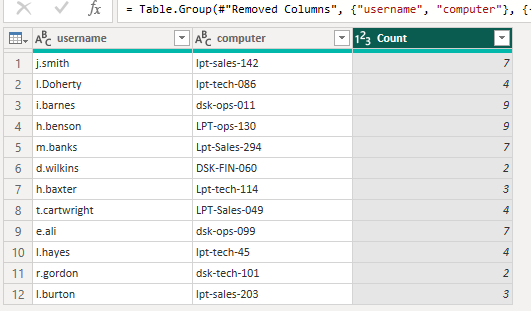 fx = Table.Group(#"Removed Columns", {"username", "computer"}, {
ABC username ABC computer 123 Count
1 j.smith lpt-sales-142 7
2 l.Doherty lpt-tech-086 4
3 i.barnes dsk-ops-011 9
4 h.benson LPT-ops-130 9
5 m.banks Lpt-Sales-294 7
6 d.wilkins DSK-FIN-060 2
7 h.baxter Lpt-tech-114 3
8 t.cartwright LPT-Sales-049 4
9 e.ali dsk-ops-099 7
10 l.hayes lpt-tech-45 4
11 r.gordon dsk-tech-101 2
12 l.burton lpt-sales-203 3